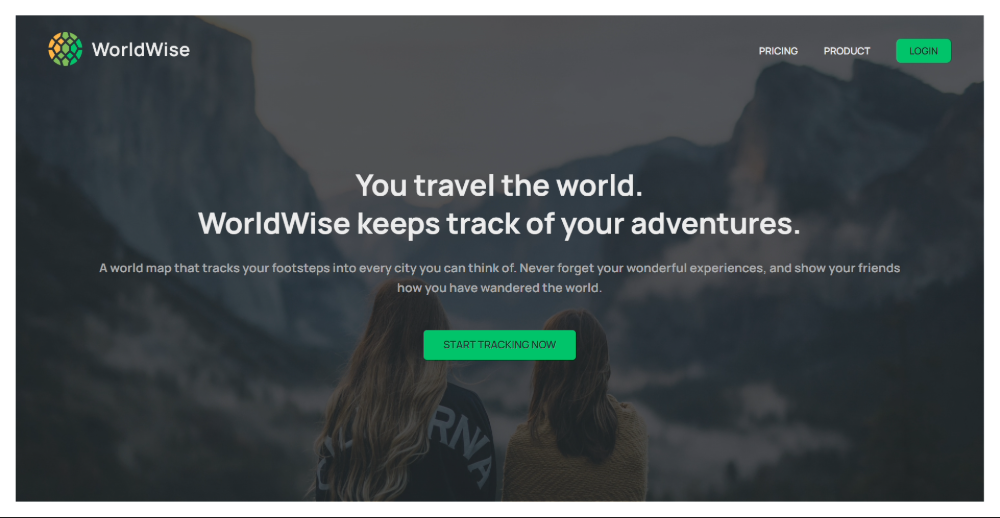 WorldWise
PRICING
PRODUCT
LOGIN
You travel the world.
WorldWise keeps track of your adventures.
A world map that tracks your footsteps into every city you can think of. Never forget your wonderful experiences, and show your friends
how you have wandered the world.
START TRACKING NOW